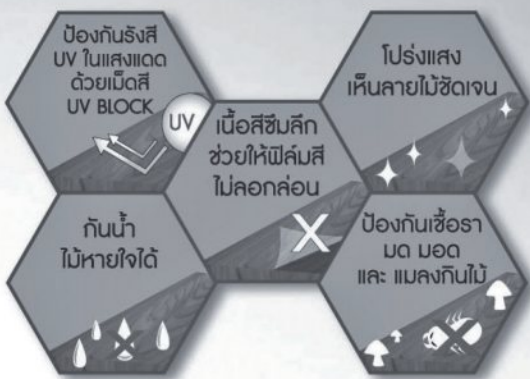 ป้องกันรังสี
UV ในแสงแดด
ด้วยเม็ดสี
UV BLOCK
UV
โปร่งแสง
เห็นลายไม้ชัดเจน
เนื้อสีซึมลึก
ช่วยให้ฟิล์มสี
ไม่ลอกล่อน
X
กันน้ำ
ไม้หายใจได้
ป้องกันเชื้อรา
มด มอด
และ แมลงกินไม้